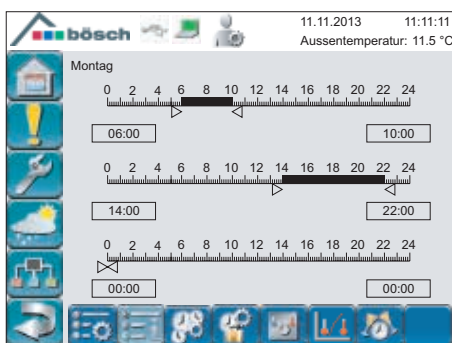 bösch
11.11.2013 11:11:11
Aussentemperatur: 11.5 °C
Montag
0 2 4 6 8 10 12 14 16 18 20 22 24
06:00 10:00
0 2 4 6 8 10 12 14 16 18 20 22 24
14:00 22:00
0 2 4 6 8 10 12 14 16 18 20 22 24
00:00 00:00